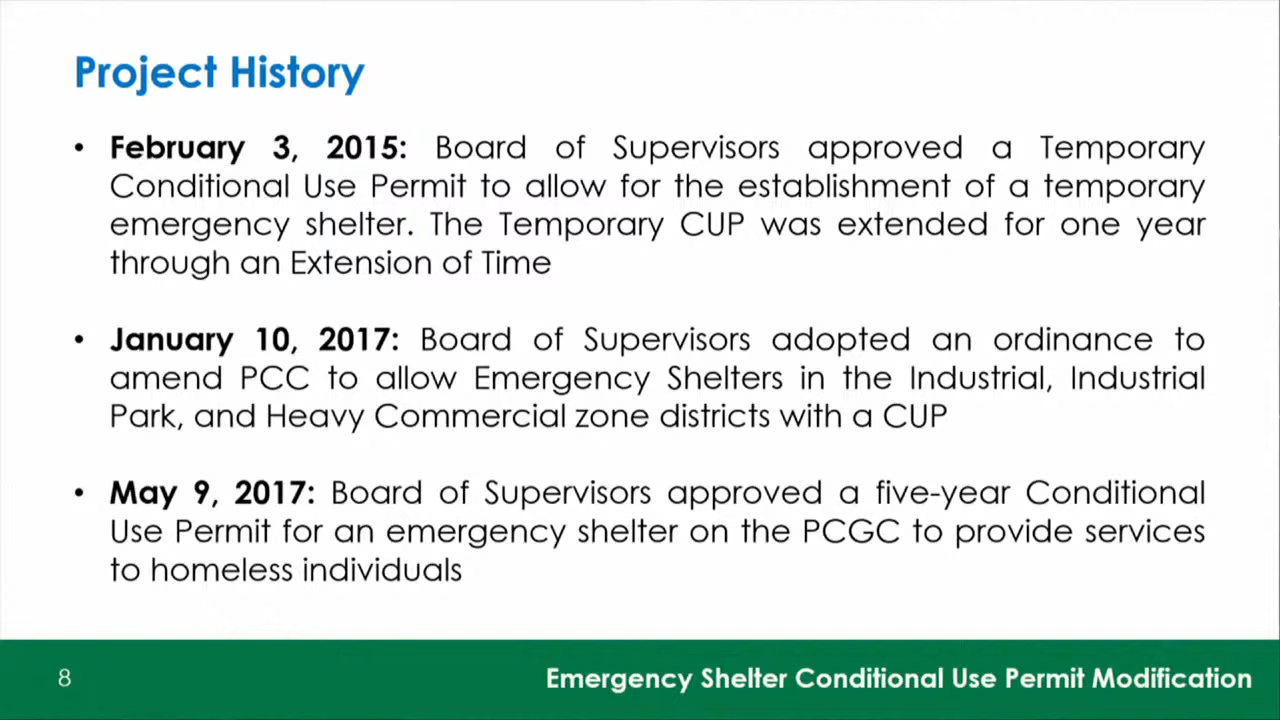 Project History
• February 3, 2015: Board of Supervisors approved a Temporary
Conditional Use Permit to allow for the establishment of a temporary
emergency shelter. The Temporary CUP was extended for one year
through an Extension of Time
• January 10, 2017: Board of Supervisors adopted an ordinance to
amend PCC to allow Emergency Shelters in the Industrial, Industrial
Park, and Heavy Commercial zone districts with a CUP
• May 9, 2017: Board of Supervisors approved a five-year Conditional
Use Permit for an emergency shelter on the PCGC to provide services
to homeless individuals
8
Emergency Shelter Conditional Use Permit Modification